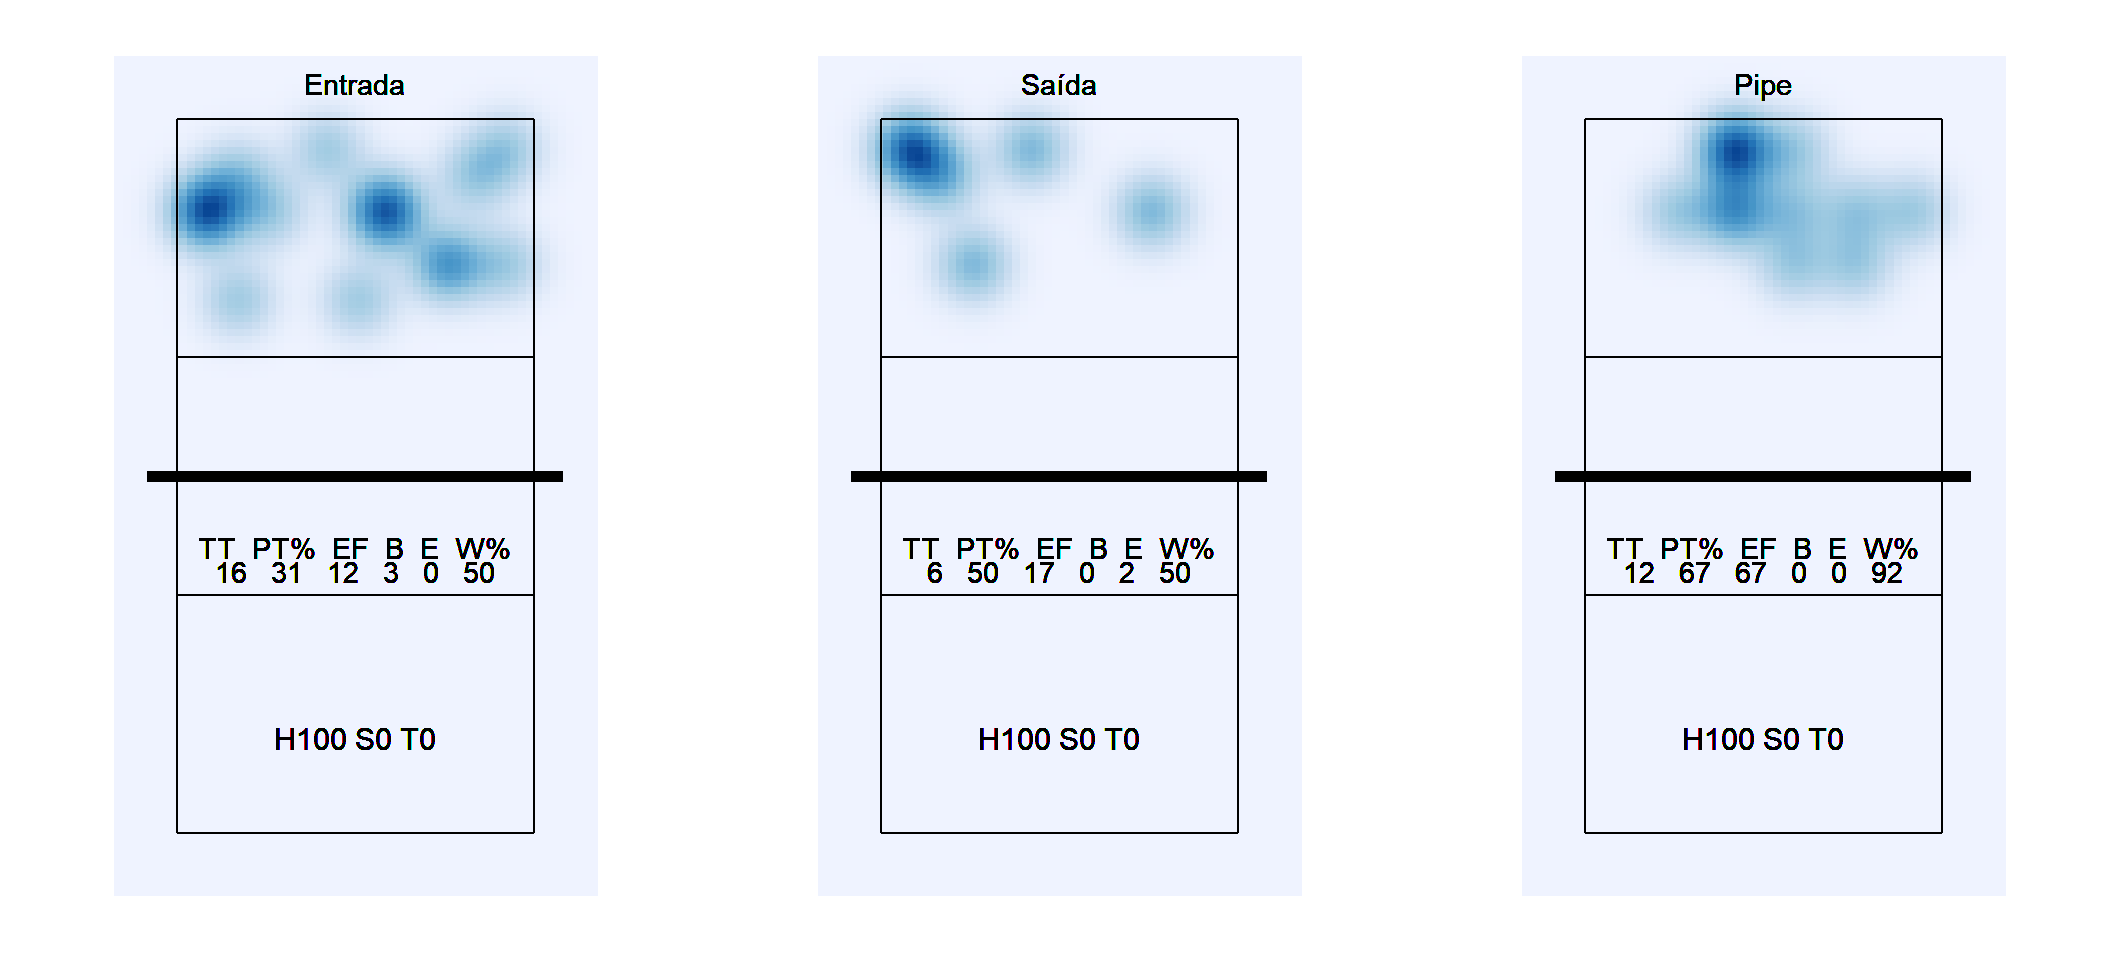 Entrada
TT PT% EF B E W%
16 31 12 3 0 50
H100 S0 T0
Saída
TT PT% EF B E W%
6 50 17 0 2 50
H100 S0 T0
Pipe
TT PT% EF B E W%
12 67 67 0 0 92
H100 S0 T0